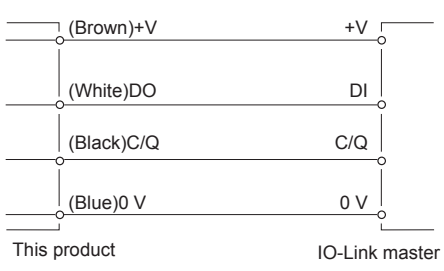 (Brown)+V +V
(White)DO DI
(Black)C/Q C/Q
(Blue)0 V 0 V
This product IO-Link master